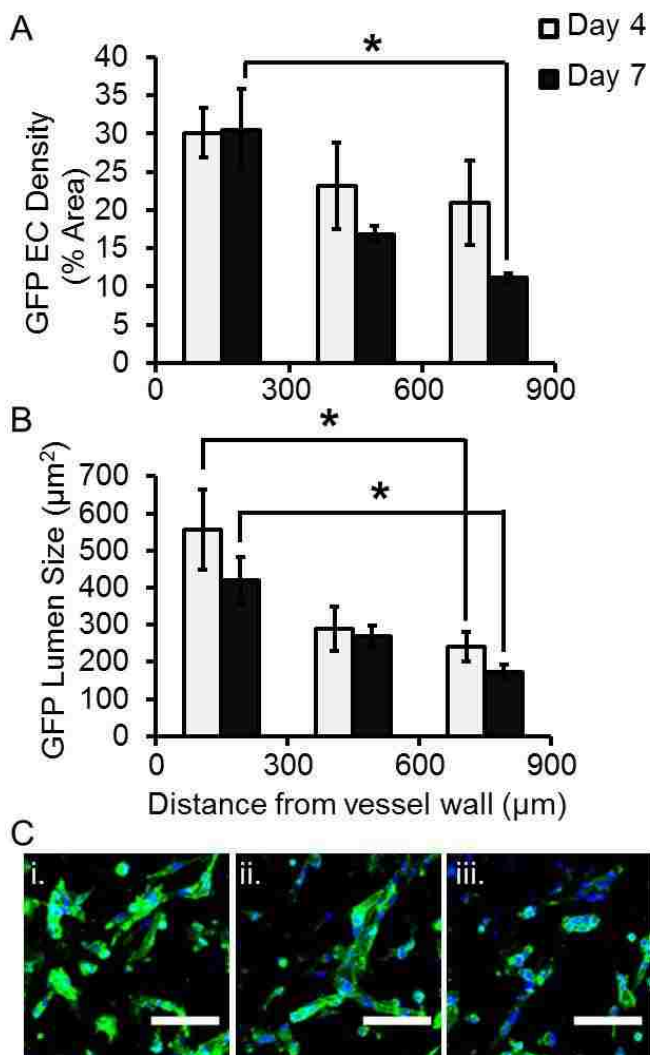 A
Day 4
Day 7
*
40
35
30
25
20
15
10
5
0
GFP EC Density
(% Area)
0 300 600 900
B
*
*
700
600
500
400
300
200
100
0
GFP Lumen Size (µm²)
0 300 600 900
Distance from vessel wall (µm)
C
i. ii. iii.